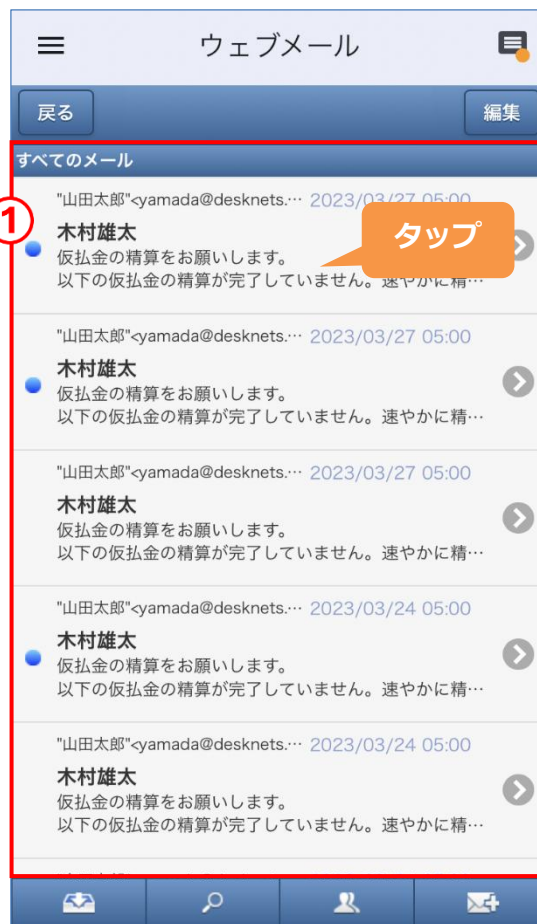 ウェブメール
戻る
編集
すべてのメール
①
"山田太郎"<yamada@desknets.… 2023/03/27 05:00
木村雄太
タップ
仮払金の精算をお願いします。
以下の仮払金の精算が完了していません。速やかに精…
"山田太郎"<yamada@desknets.… 2023/03/27 05:00
木村雄太
仮払金の精算をお願いします。
以下の仮払金の精算が完了していません。速やかに精…
"山田太郎"<yamada@desknets.… 2023/03/27 05:00
木村雄太
仮払金の精算をお願いします。
以下の仮払金の精算が完了していません。速やかに精…
"山田太郎"<yamada@desknets.… 2023/03/24 05:00
木村雄太
仮払金の精算をお願いします。
以下の仮払金の精算が完了していません。速やかに精…
"山田太郎"<yamada@desknets.… 2023/03/24 05:00
木村雄太
仮払金の精算をお願いします。
以下の仮払金の精算が完了していません。速やかに精…